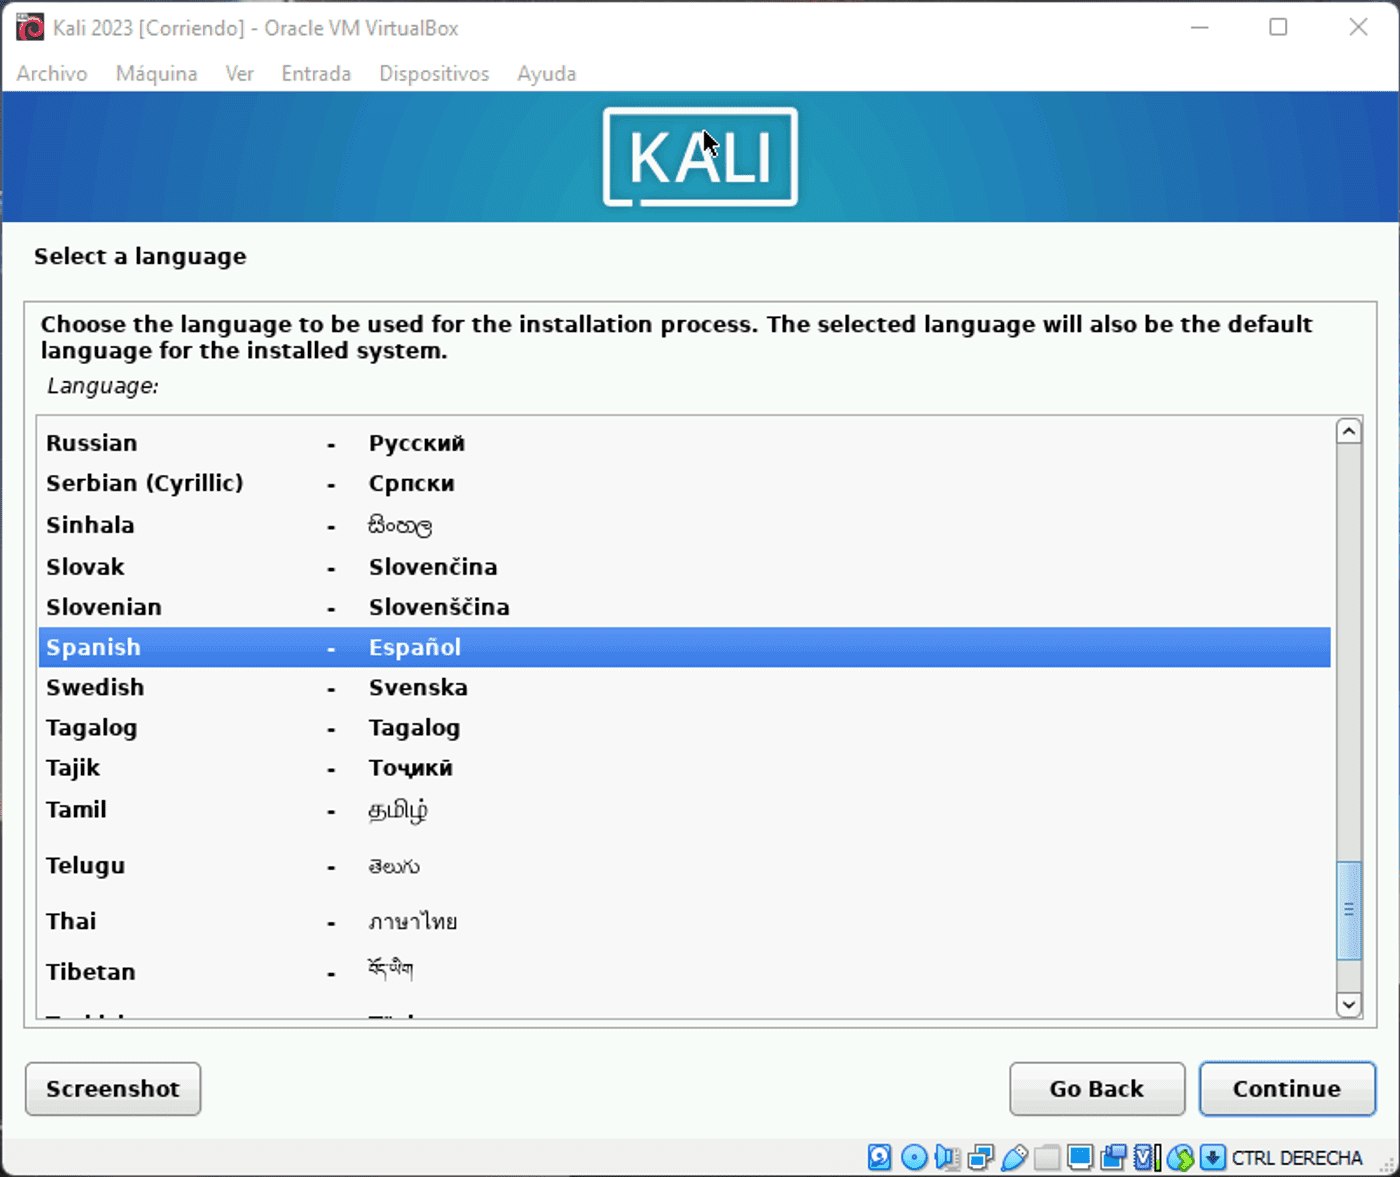 Kali 2023 [Corriendo] - Oracle VM VirtualBox
Archivo Máquina Ver Entrada Dispositivos Ayuda
KALI
Select a language
Choose the language to be used for the installation process. The selected language will also be the default
language for the installed system.
Language:
Russian - Русский
Serbian (Cyrillic) - Српски
Sinhala - සිංහල
Slovak - Slovenčina
Slovenian - Slovenščina
Spanish - Español
Swedish - Svenska
Tagalog - Tagalog
Tajik - Тоҷикӣ
Tamil - தமிழ்
Telugu - తెలుగు
Thai - ภาษาไทย
Tibetan - བོད་ཡིག
Screenshot Go Back Continue
CTRL DERECHA